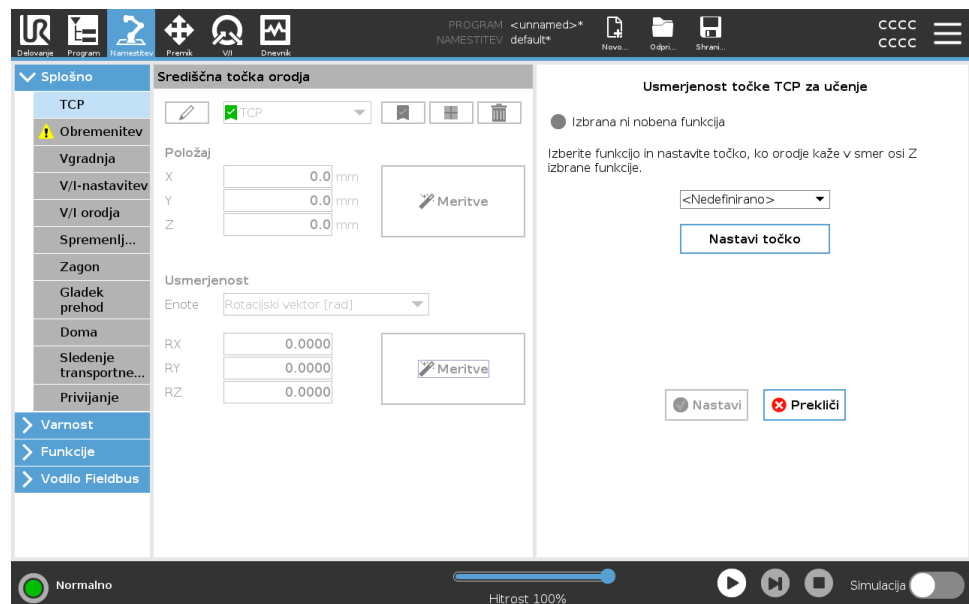 PROGRAM <unnamed>*
NAMESTITEV default*
UR
Delovanje
Program
Namestitev
Premik
V/I
Dnevnik
Novo...
Odpri...
Shrani...
CCCC
CCCC
Splošno
TCP
Obremenitev
Vgradnja
V/I-nastavitev
V/I orodja
Spremenlj...
Zagon
Gladek
prehod
Doma
Sledenje
transportne...
Privijanje
Varnost
Funkcije
Vodilo Fieldbus
Središčna točka orodja
TCP
Položaj
X 0.0 mm
Y 0.0 mm
Z 0.0 mm
Meritve
Usmerjenost
Enote Rotacijski vektor [rad]
RX 0.0000
RY 0.0000
RZ 0.0000
Meritve
Usmerjenost točke TCP za učenje
Izbrana ni nobena funkcija
Izberite funkcijo in nastavite točko, ko orodje kaže v smer osi Z
izbrane funkcije.
<Nedefinirano>
Nastavi točko
Nastavi
Prekliči
Normalno
Hitrost 100%
Simulacija